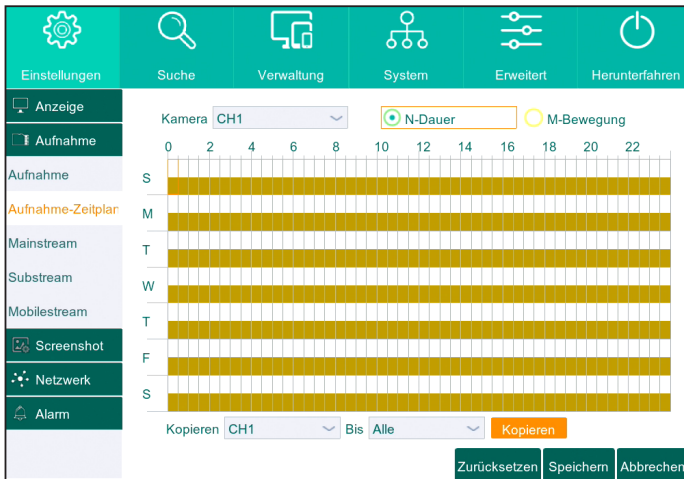 Einstellungen Suche Verwaltung System Erweitert Herunterfahren
Anzeige
Aufnahme
Aufnahme
Aufnahme-Zeitplan
Mainstream
Substream
Mobilestream
Screenshot
Netzwerk
Alarm
Kamera CH1 N-Dauer M-Bewegung
0 2 4 6 8 10 12 14 16 18 20 22
S
M
T
W
T
F
S
Kopieren CH1 Bis Alle Kopieren
Zurücksetzen Speichern Abbrechen